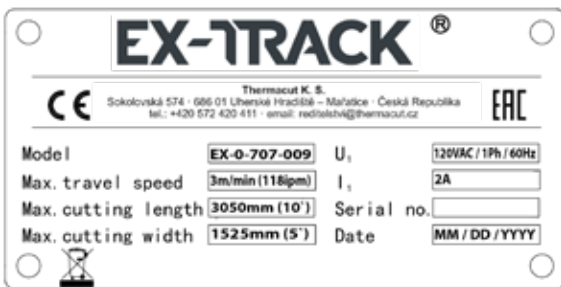 EX-TRACK®
CE
Thermacut K. S.
Sokolovská 574 · 686 01 Uherské Hradiště – Mařatice · Česká Republika
tel.: +420 572 420 411 · email: reditelstvi@thermacut.cz
EAC
Model EX-0-707-009 U₁ 120VAC / 1Ph / 60Hz
Max. travel speed 3m/min (118ipm) I₁ 2A
Max. cutting length 3050mm (10`) Serial no.
Max. cutting width 1525mm (5`) Date MM / DD / YYYY